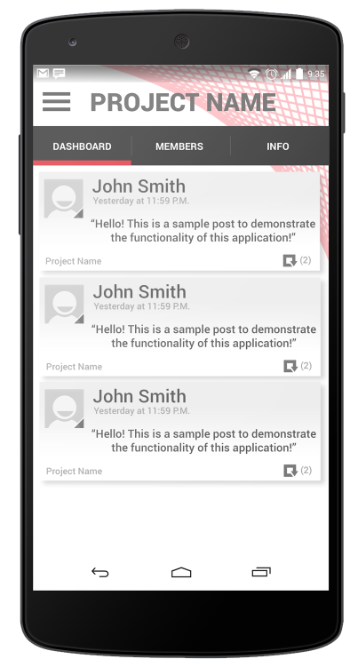 9:35
PROJECT NAME
DASHBOARD MEMBERS INFO
John Smith
Yesterday at 11:59 P.M.
“Hello! This is a sample post to demonstrate
the functionality of this application!”
Project Name (2)
John Smith
Yesterday at 11:59 P.M.
“Hello! This is a sample post to demonstrate
the functionality of this application!”
Project Name (2)
John Smith
Yesterday at 11:59 P.M.
“Hello! This is a sample post to demonstrate
the functionality of this application!”
Project Name (2)